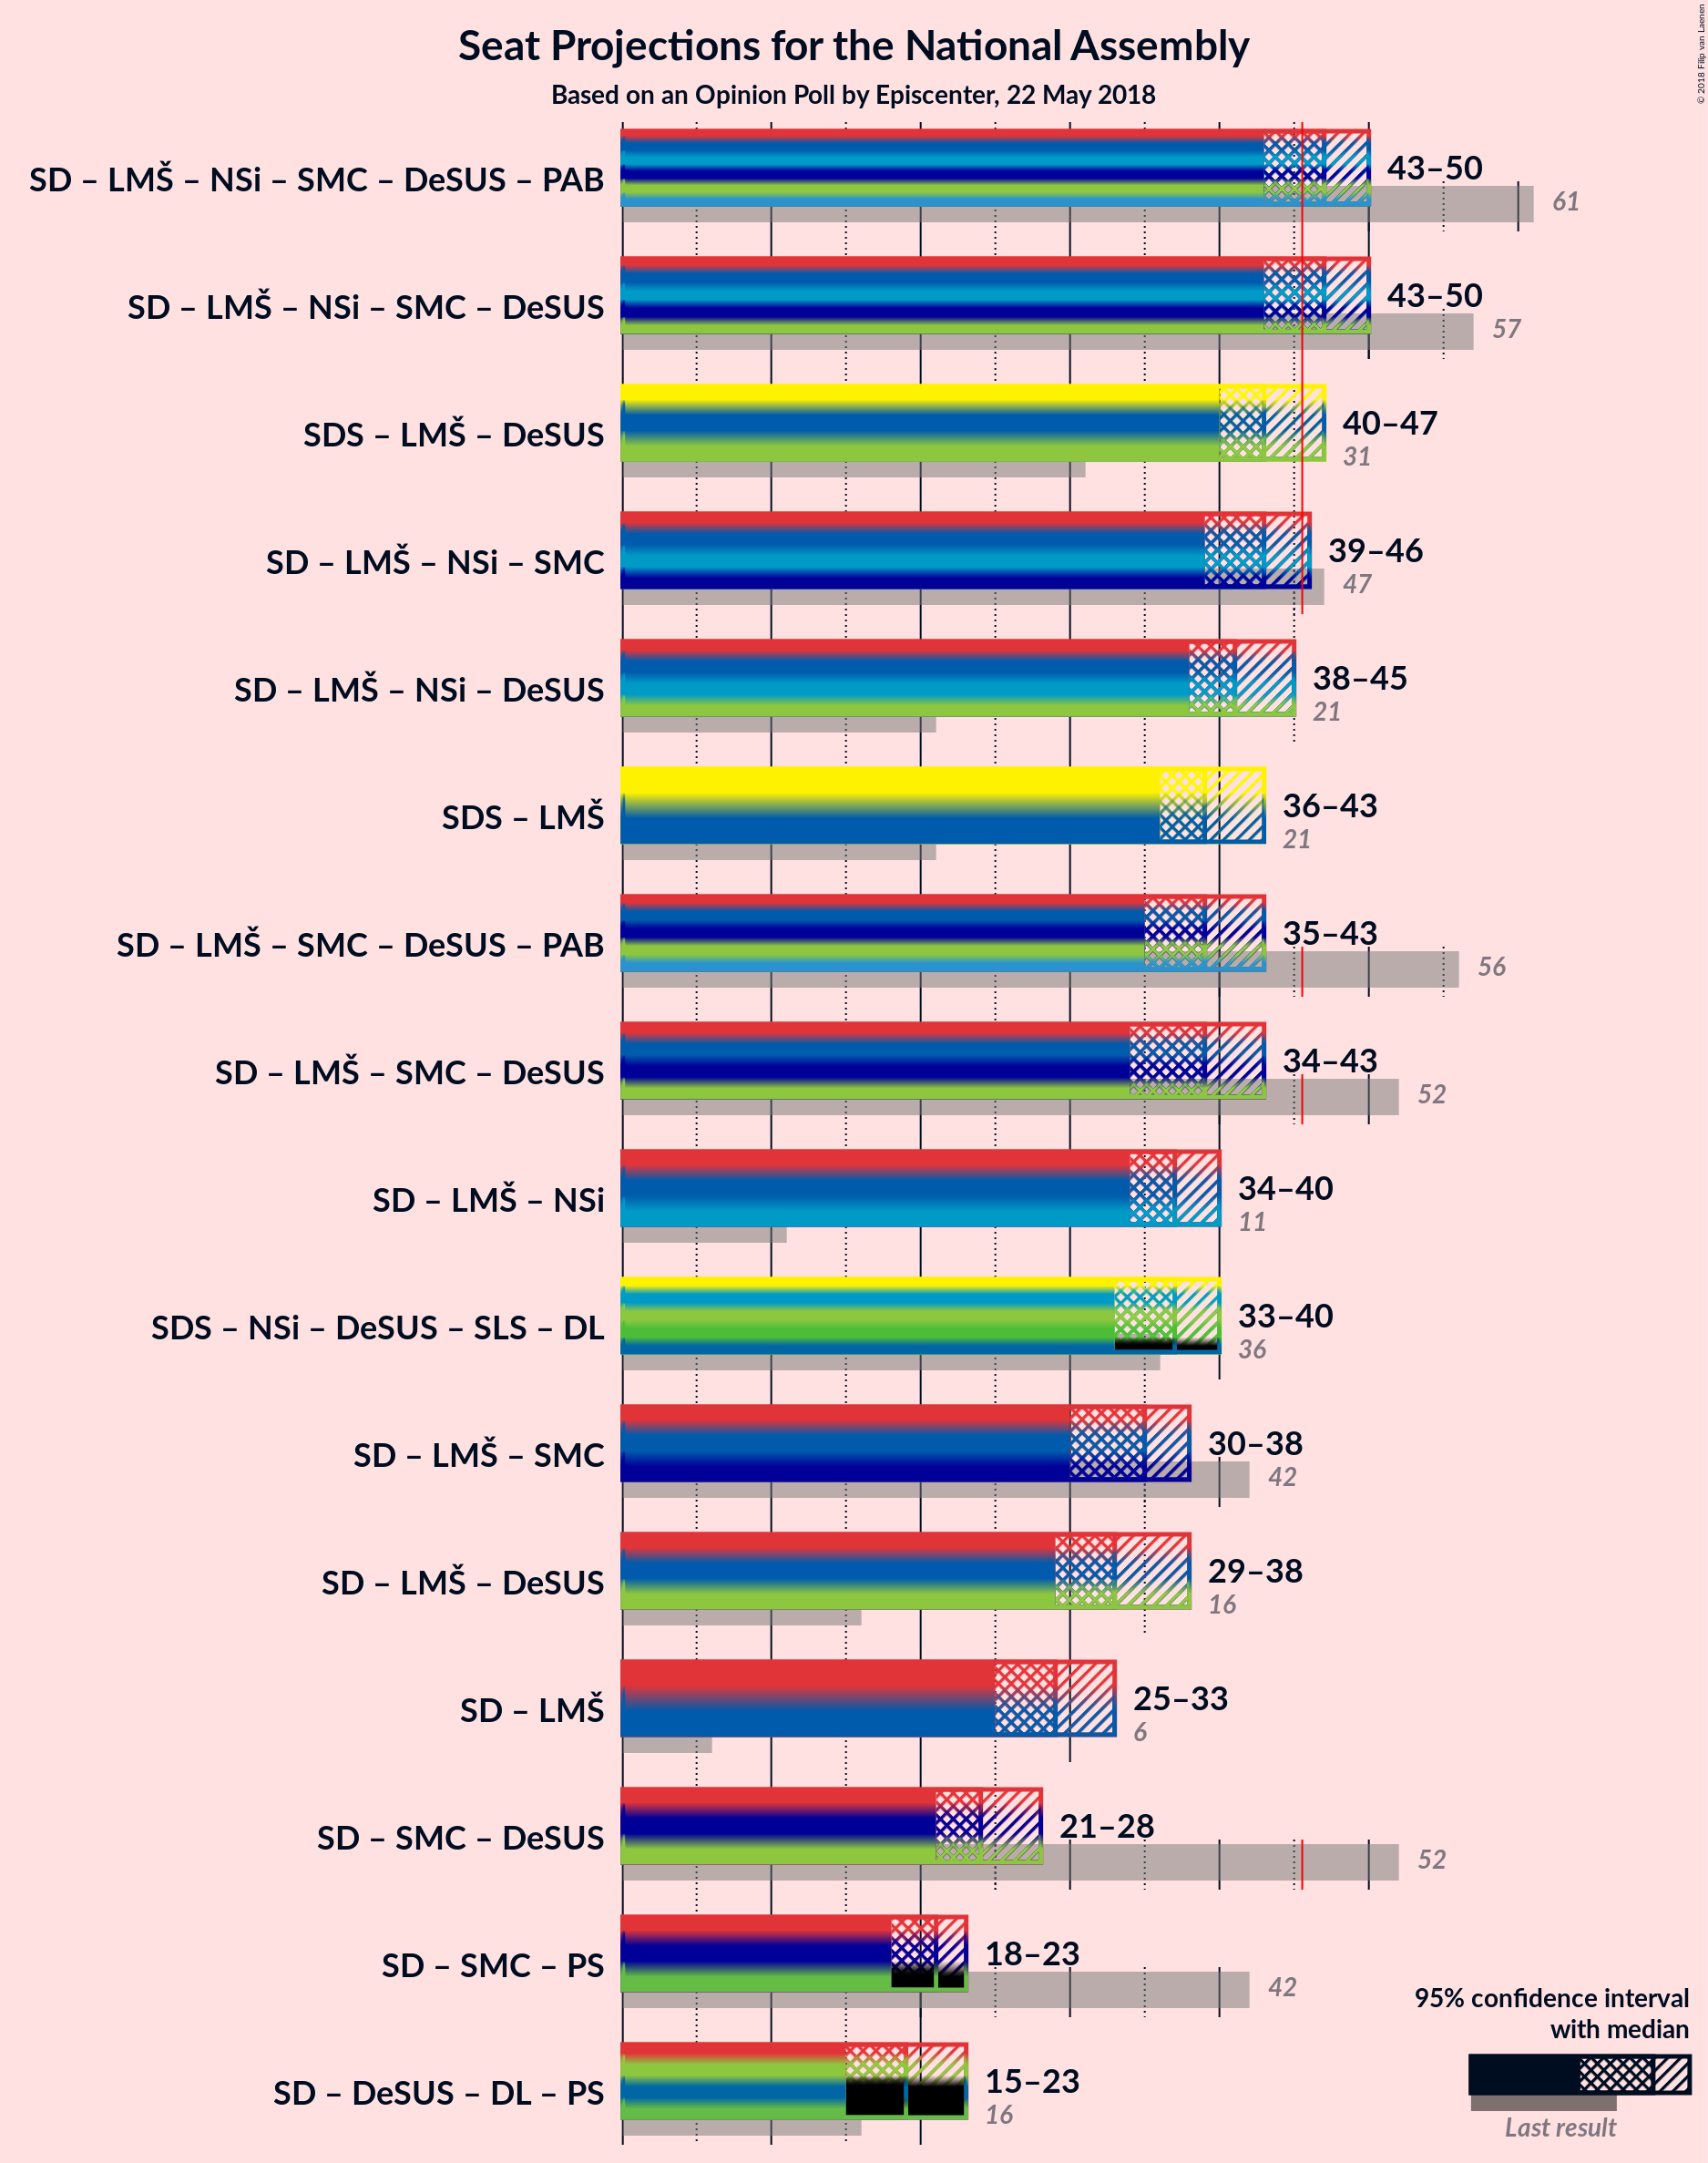 © 2018 Filip van Laenen
Seat Projections for the National Assembly
Based on an Opinion Poll by Episcenter, 22 May 2018
SD – LMŠ – NSi – SMC – DeSUS – PAB
43–50
61
SD – LMŠ – NSi – SMC – DeSUS
43–50
57
SDS – LMŠ – DeSUS
40–47
31
SD – LMŠ – NSi – SMC
39–46
47
SD – LMŠ – NSi – DeSUS
38–45
21
SDS – LMŠ
36–43
21
SD – LMŠ – SMC – DeSUS – PAB
35–43
56
SD – LMŠ – SMC – DeSUS
34–43
52
SD – LMŠ – NSi
34–40
11
SDS – NSi – DeSUS – SLS – DL
33–40
36
SD – LMŠ – SMC
30–38
42
SD – LMŠ – DeSUS
29–38
16
SD – LMŠ
25–33
6
SD – SMC – DeSUS
21–28
52
SD – SMC – PS
18–23
42
SD – DeSUS – DL – PS
15–23
16
95% confidence interval
with median
Last result